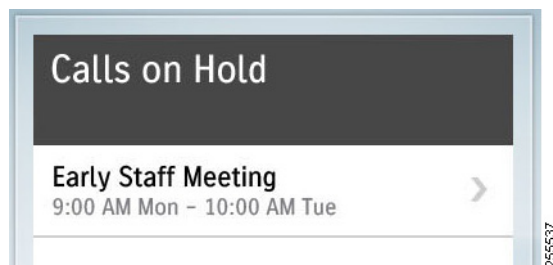 Calls on Hold
Early Staff Meeting
9:00 AM Mon – 10:00 AM Tue
255537